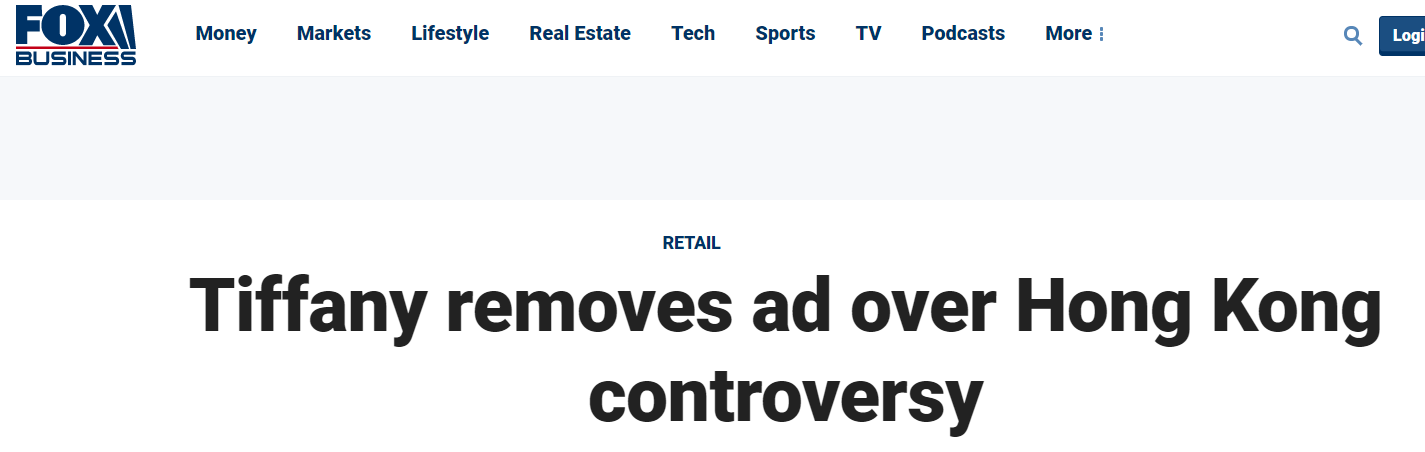 FOX
BUSINESS
Money Markets Lifestyle Real Estate Tech Sports TV Podcasts More
Logi
RETAIL
Tiffany removes ad over Hong Kong
controversy